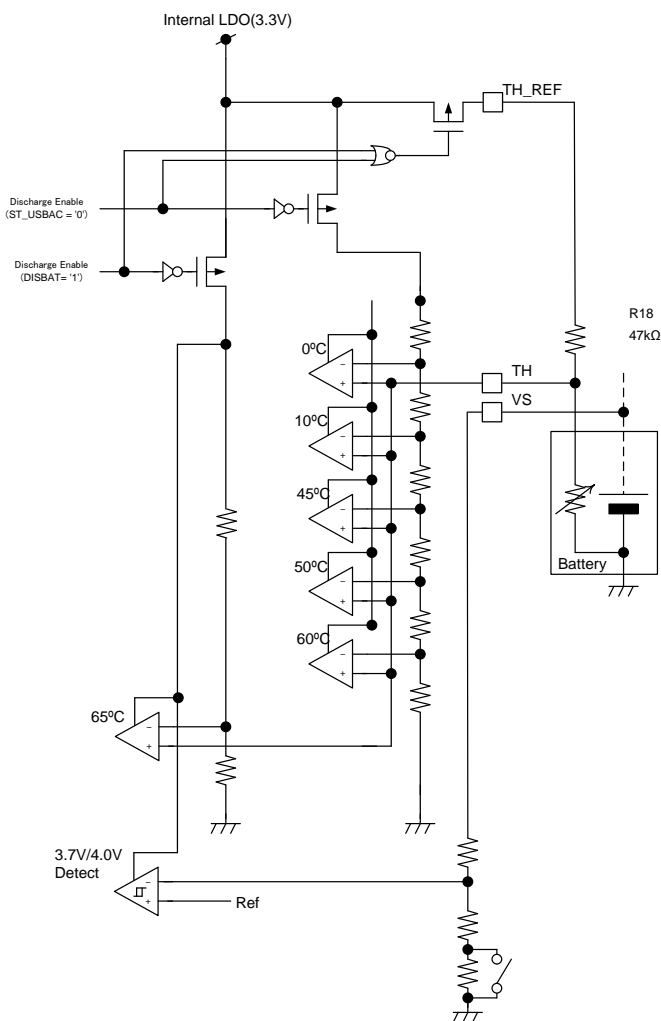 Internal LDO(3.3V)
TH_REF
Discharge Enable
(ST_USBAC = '0')
Discharge Enable
(DISBAT= '1')
R18
47kΩ
0ºC
-
+
TH
VS
10ºC
-
+
45ºC
-
+
50ºC
-
+
Battery
60ºC
-
+
65ºC
-
+
3.7V/4.0V
Detect
-
+
Ref